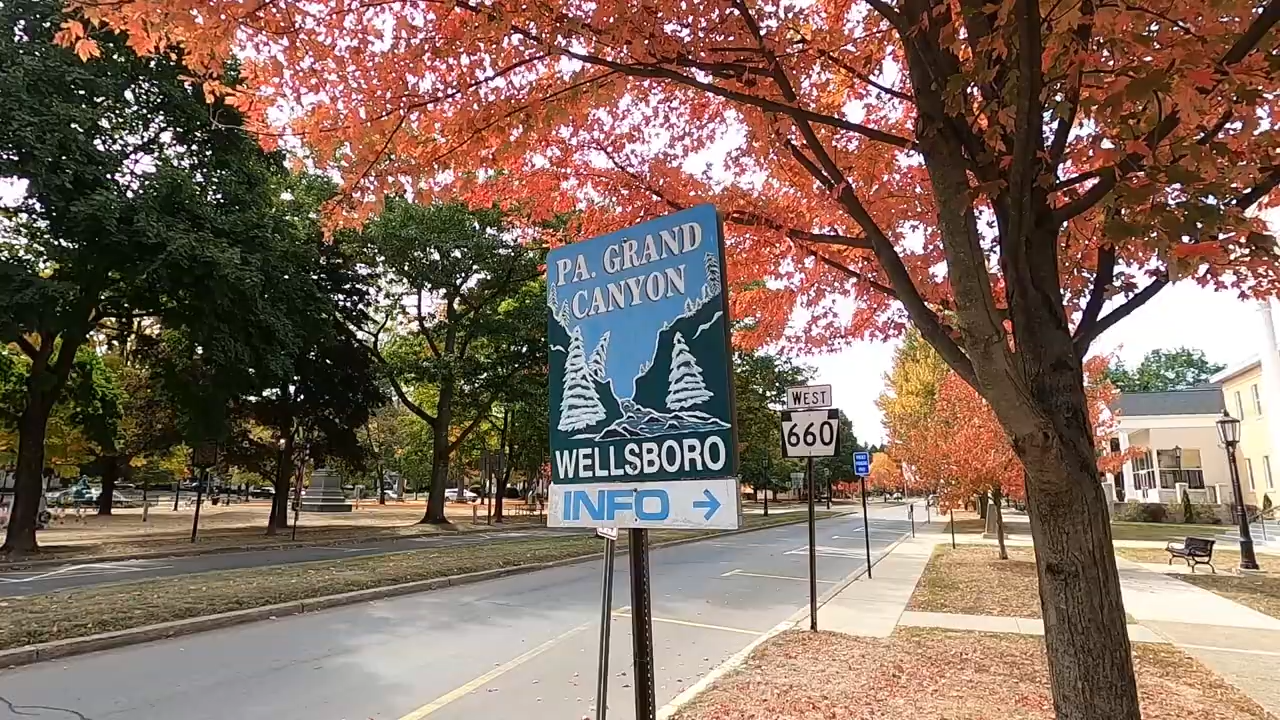 PA. GRAND
CANYON
WELLSBORO
INFO →
WEST
660